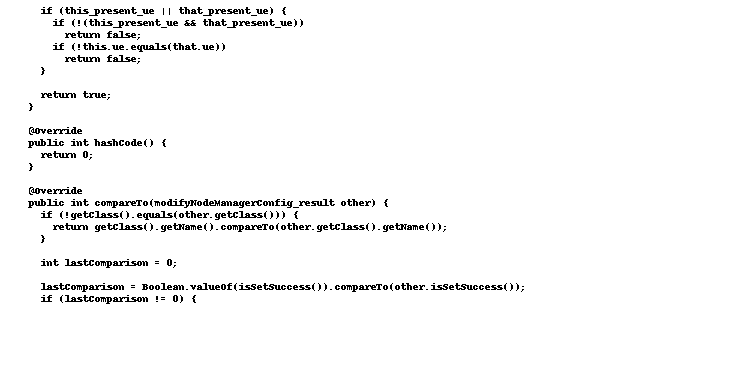 if (this_present_ue || that_present_ue) {
if (!(this_present_ue && that_present_ue))
return false;
if (!this.ue.equals(that.ue))
return false;
}
return true;
}
@Override
public int hashCode() {
return 0;
}
@Override
public int compareTo(modifyNodeManagerConfig_result other) {
if (!getClass().equals(other.getClass())) {
return getClass().getName().compareTo(other.getClass().getName());
}
int lastComparison = 0;
lastComparison = Boolean.valueOf(isSetSuccess()).compareTo(other.isSetSuccess());
if (lastComparison != 0) {